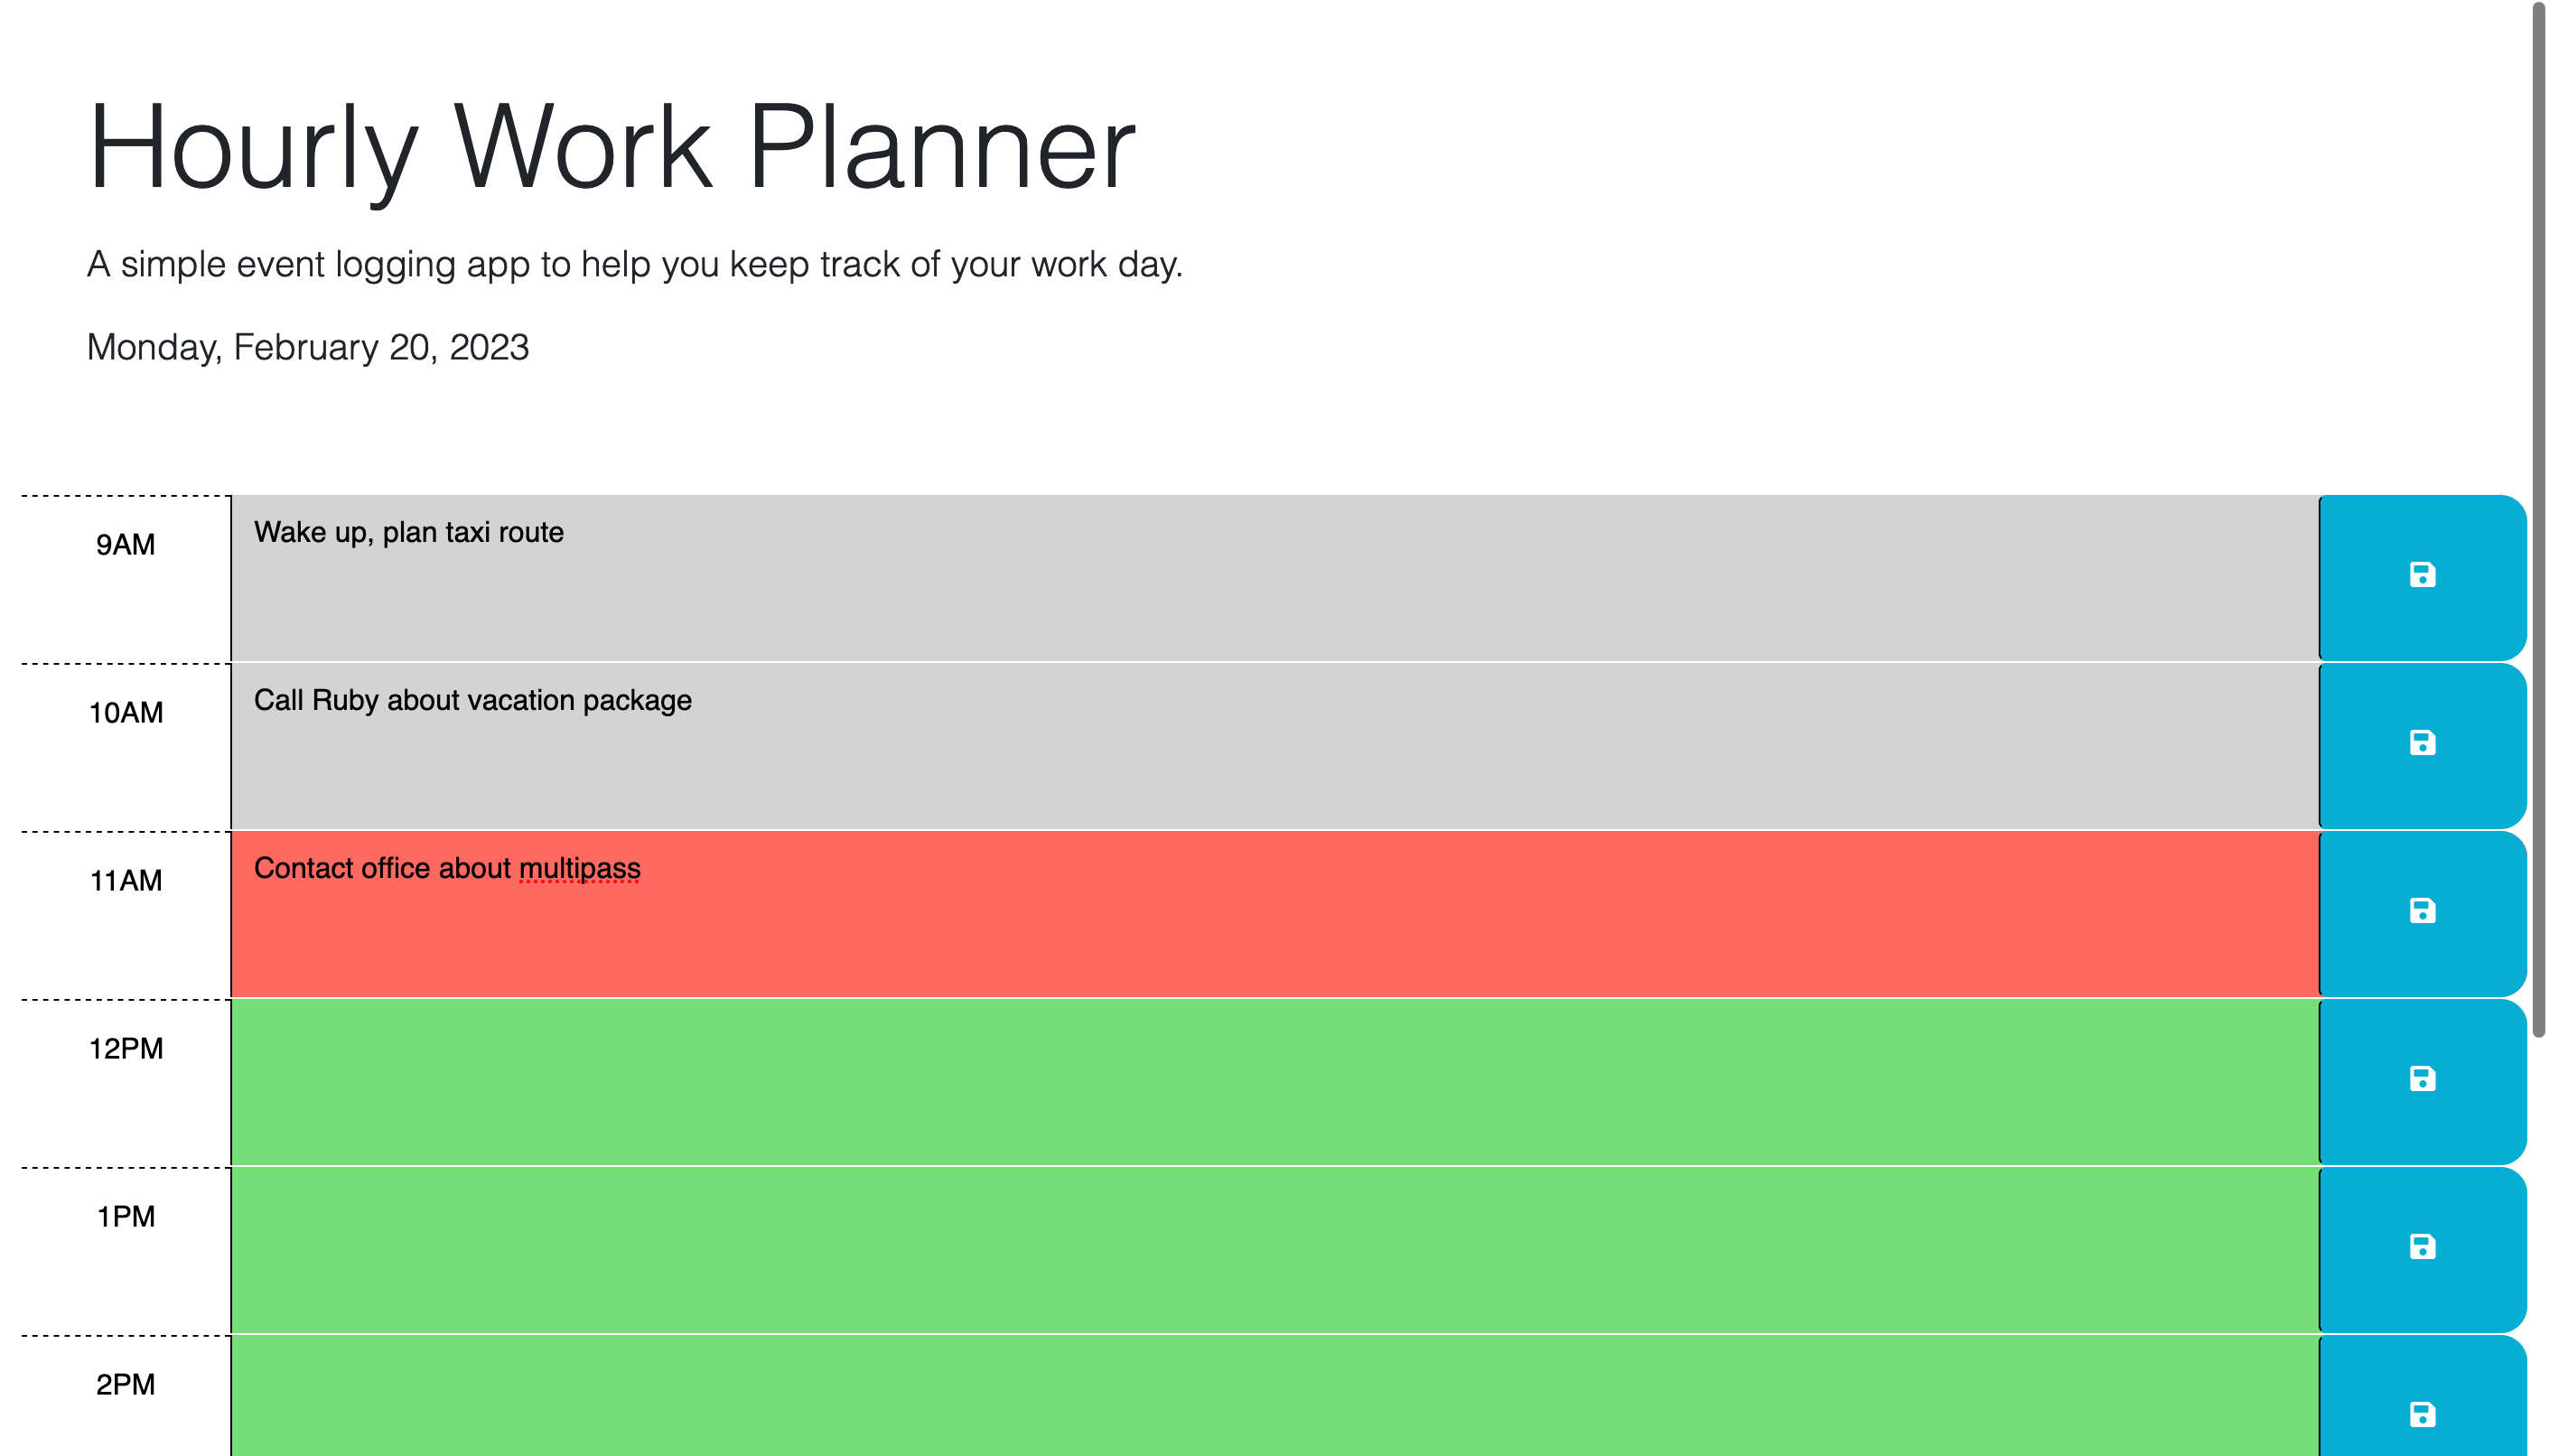 Hourly Work Planner
A simple event logging app to help you keep track of your work day.
Monday, February 20, 2023
9AM
Wake up, plan taxi route
10AM
Call Ruby about vacation package
11AM
Contact office about multipass
12PM
1PM
2PM